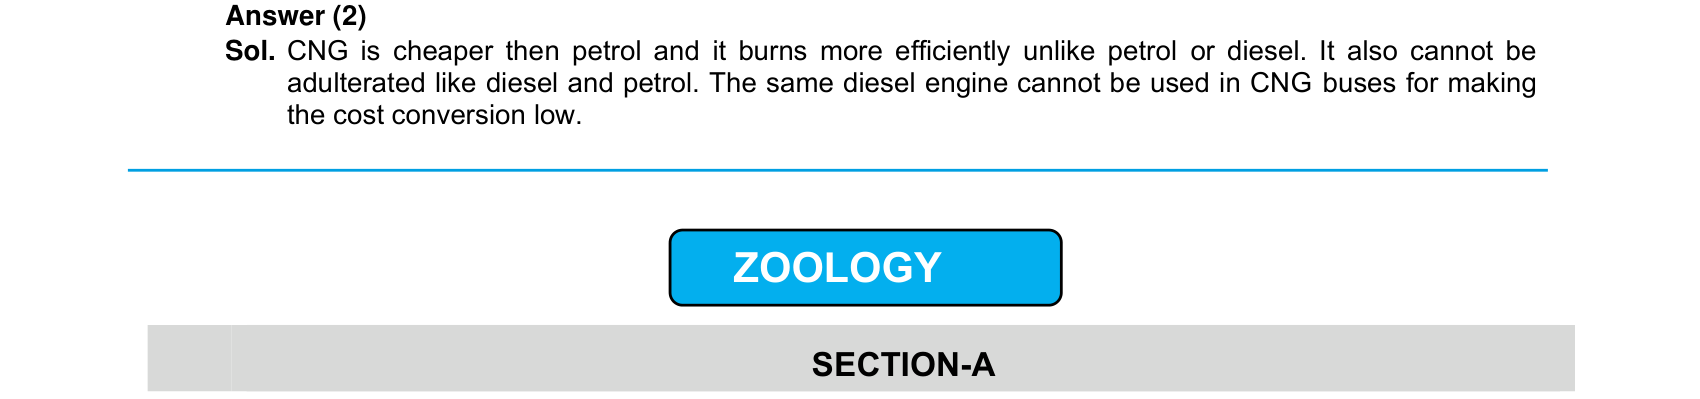 Answer (2)
Sol. CNG is cheaper then petrol and it burns more efficiently unlike petrol or diesel. It also cannot be
adulterated like diesel and petrol. The same diesel engine cannot be used in CNG buses for making
the cost conversion low.
ZOOLOGY
SECTION-A